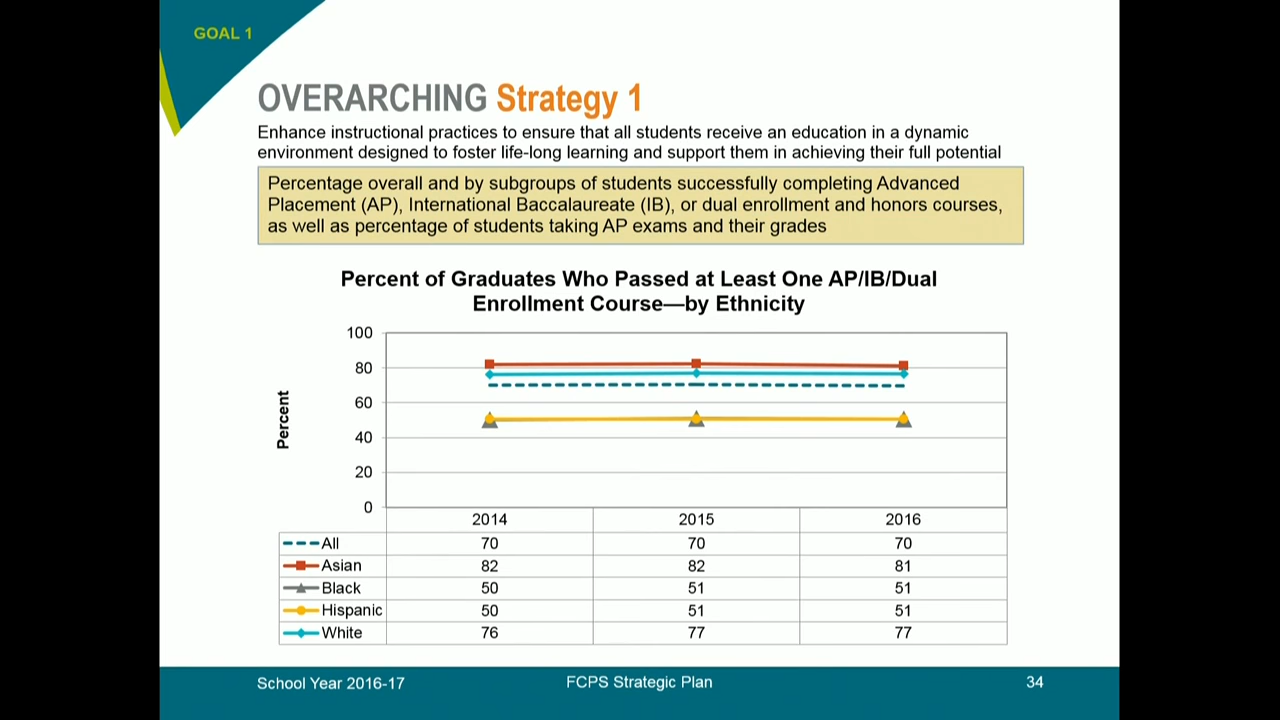 GOAL 1
OVERARCHING Strategy 1
Enhance instructional practices to ensure that all students receive an education in a dynamic
environment designed to foster life-long learning and support them in achieving their full potential
Percentage overall and by subgroups of students successfully completing Advanced
Placement (AP), International Baccalaureate (IB), or dual enrollment and honors courses,
as well as percentage of students taking AP exams and their grades
Percent of Graduates Who Passed at Least One AP/IB/Dual
Enrollment Course—by Ethnicity
Percent
100
80
60
40
20
0
2014 2015 2016
All 70 70 70
Asian 82 82 81
Black 50 51 51
Hispanic 50 51 51
White 76 77 77
School Year 2016-17 FCPS Strategic Plan 34